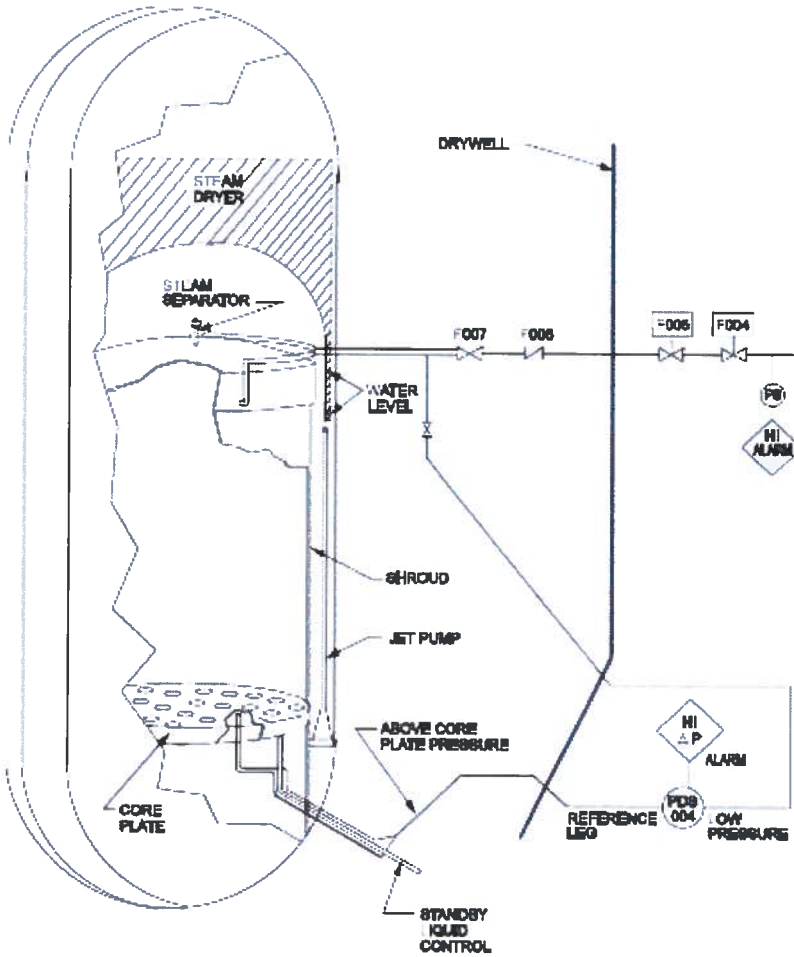 DRYWELL
STEAM
DRYER
STEAM
SEPARATOR
F007
F006
F005
F004
WATER
LEVEL
PS
HI
ALARM
SHROUD
JET PUMP
ABOVE CORE
PLATE PRESSURE
HI
△P
ALARM
CORE
PLATE
REFERENCE
LEG
PDS
004
LOW
PRESSURE
STANDBY
LIQUID
CONTROL